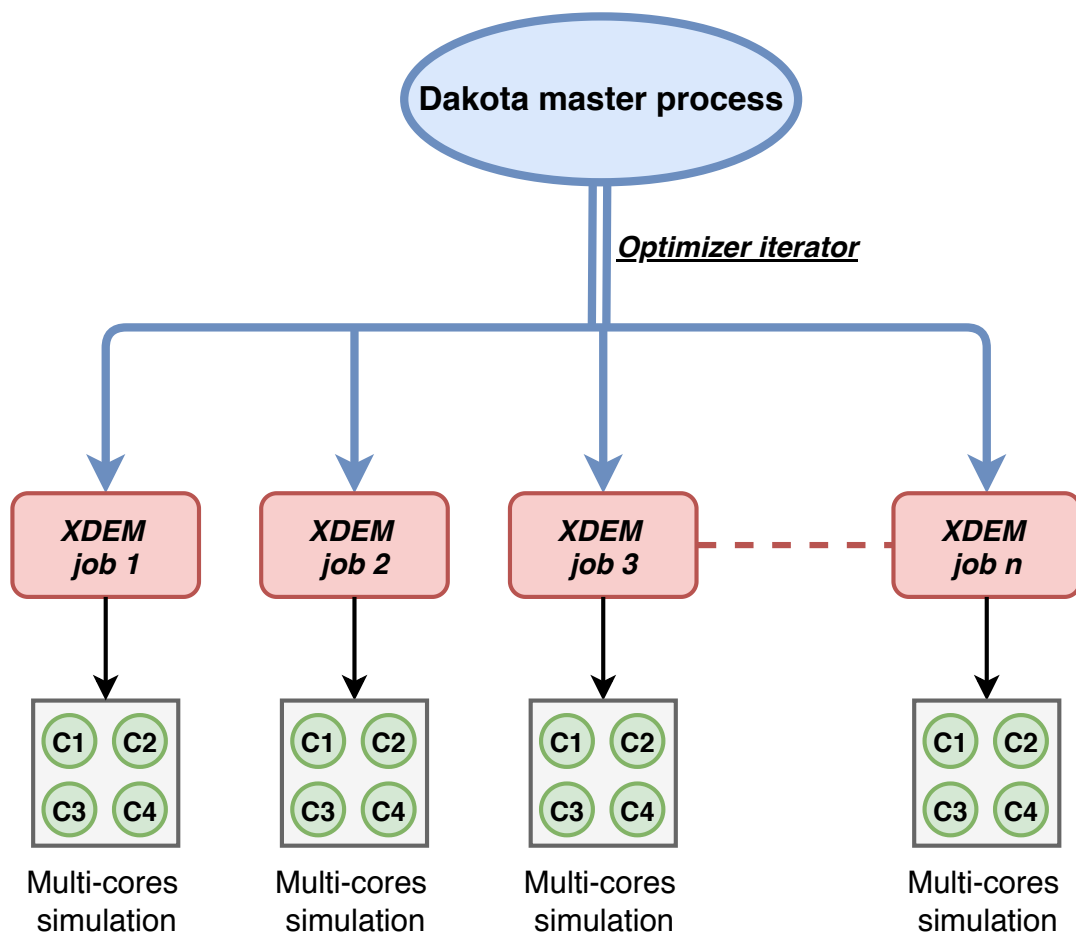 Dakota master process
Optimizer iterator
XDEM
job 1
XDEM
job 2
XDEM
job 3
XDEM
job n
C1 C2
C3 C4
C1 C2
C3 C4
C1 C2
C3 C4
C1 C2
C3 C4
Multi-cores
simulation
Multi-cores
simulation
Multi-cores
simulation
Multi-cores
simulation